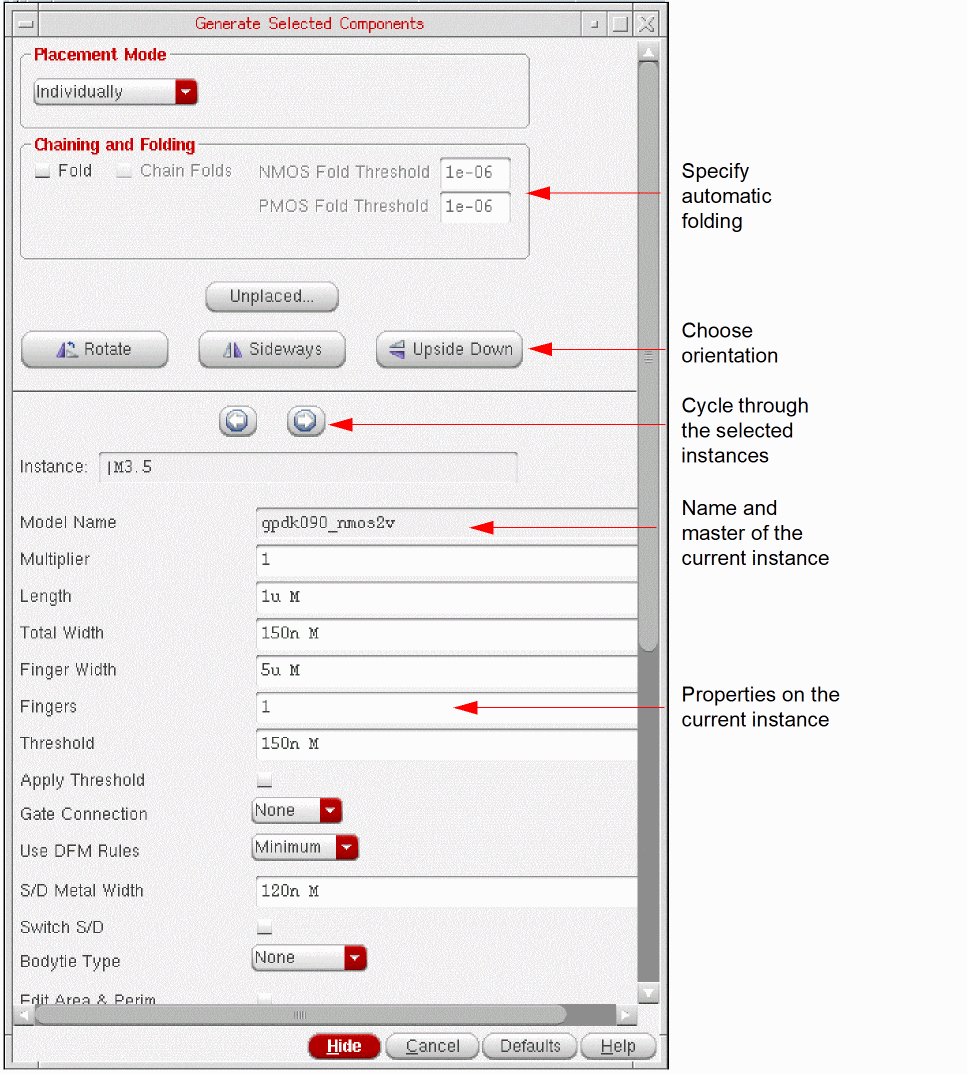 Generate Selected Components
Placement Mode
Individually
Chaining and Folding
Fold Chain Folds NMOS Fold Threshold 1e-06
PMOS Fold Threshold 1e-06
Specify
automatic
folding
Unplaced...
Rotate Sideways Upside Down
Choose
orientation
Cycle through
the selected
instances
Instance: |M3.5
Name and
master of the
current instance
Model Name gpdk090_nmos2v
Multiplier 1
Length 1u M
Total Width 150n M
Finger Width 5u M
Fingers 1
Properties on the
current instance
Threshold 150n M
Apply Threshold
Gate Connection None
Use DFM Rules Minimum
S/D Metal Width 120n M
Switch S/D
Bodytie Type None
Edit Area & Perim
Hide Cancel Defaults Help